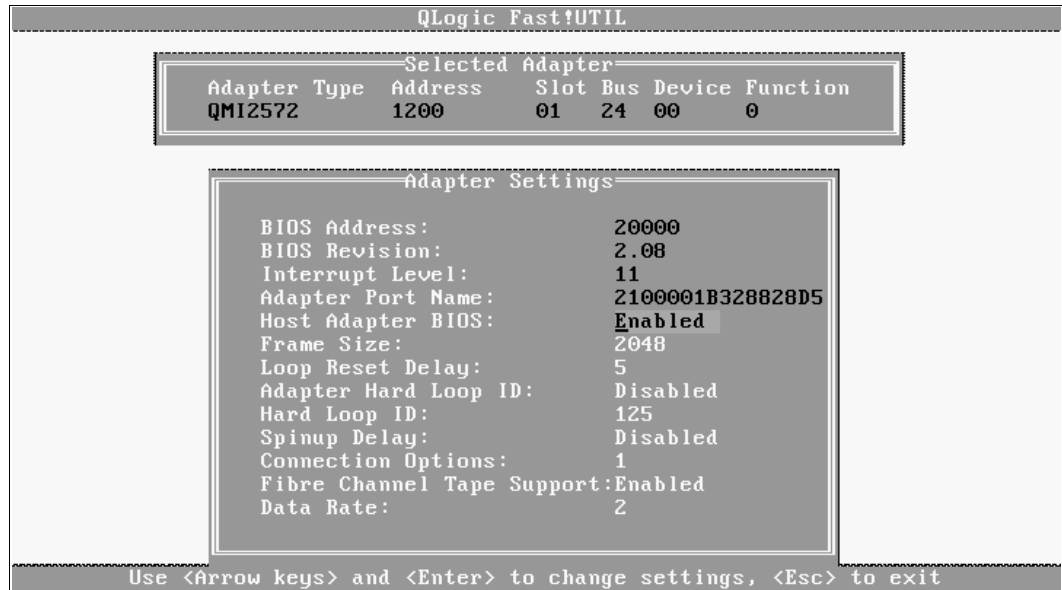 QLogic Fast!UTIL
Selected Adapter
Adapter Type Address Slot Bus Device Function
QMI2572 1200 01 24 00 0
Adapter Settings
BIOS Address: 20000
BIOS Revision: 2.08
Interrupt Level: 11
Adapter Port Name: 2100001B328828D5
Host Adapter BIOS: Enabled
Frame Size: 2048
Loop Reset Delay: 5
Adapter Hard Loop ID: Disabled
Hard Loop ID: 125
Spinup Delay: Disabled
Connection Options: 1
Fibre Channel Tape Support:Enabled
Data Rate: 2
Use <Arrow keys> and <Enter> to change settings, <Esc> to exit